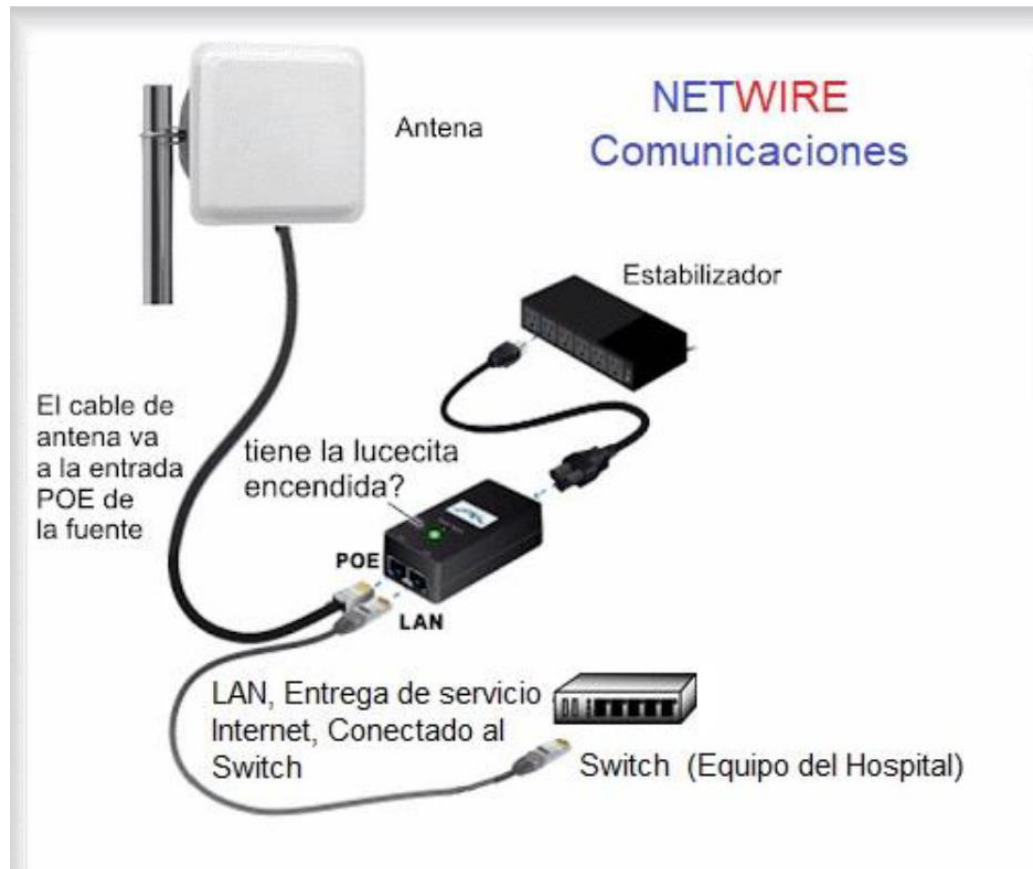 NETWIRE
Comunicaciones
Antena
Estabilizador
El cable de
antena va
a la entrada
POE de
la fuente
tiene la lucecita
encendida?
POE
LAN
LAN, Entrega de servicio
Internet, Conectado al
Switch
Switch (Equipo del Hospital)